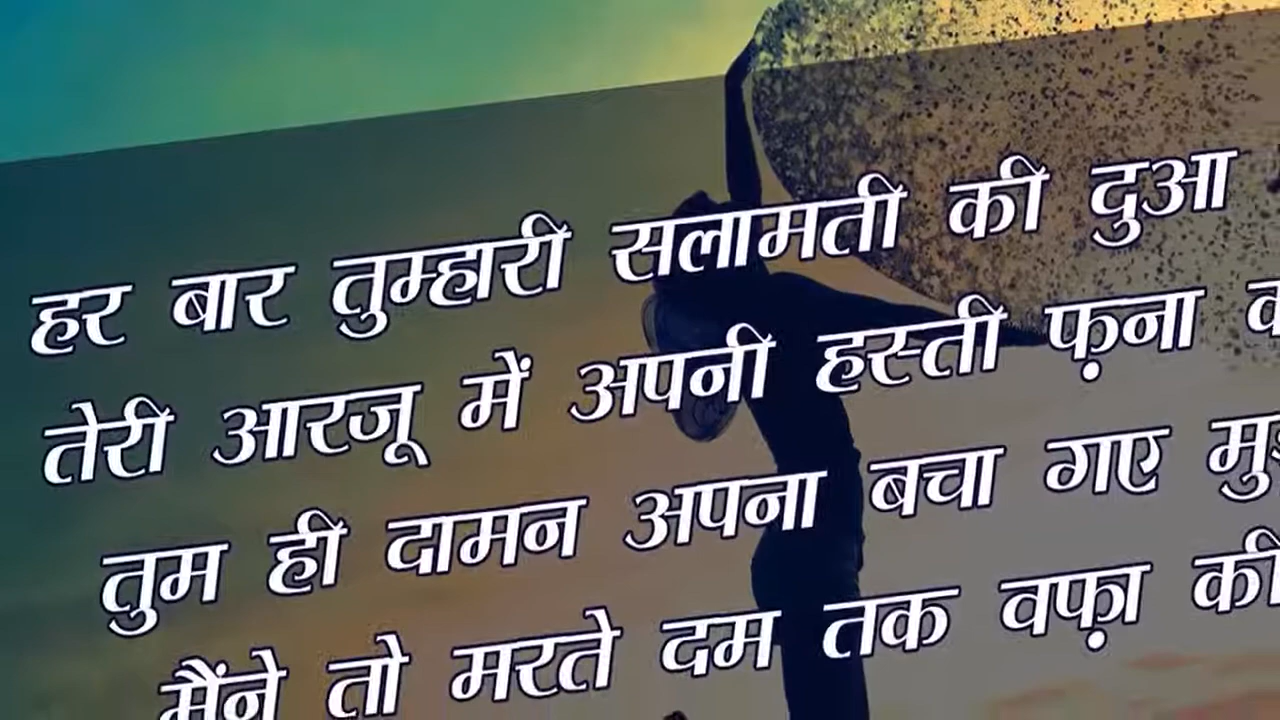 हर बार तुम्हारी सलामती की दुआ
तेरी आरजू में अपनी हस्ती फ़ना
तुम ही दामन अपना बचा गए
मैंने तो मरते दम तक वफ़ा की